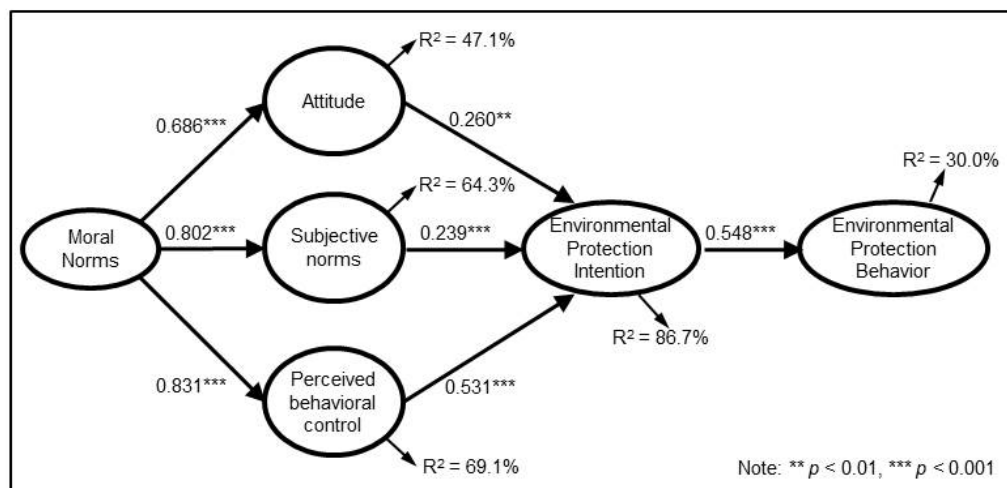 R² = 47.1%
Attitude
0.686***
0.260**
R² = 64.3%
R² = 30.0%
Moral
Norms
0.802***
Subjective
norms
0.239***
Environmental
Protection
Intention
0.548***
Environmental
Protection
Behavior
R² = 86.7%
0.831***
Perceived
behavioral
control
0.531***
R² = 69.1%
Note: ** p < 0.01, *** p < 0.001